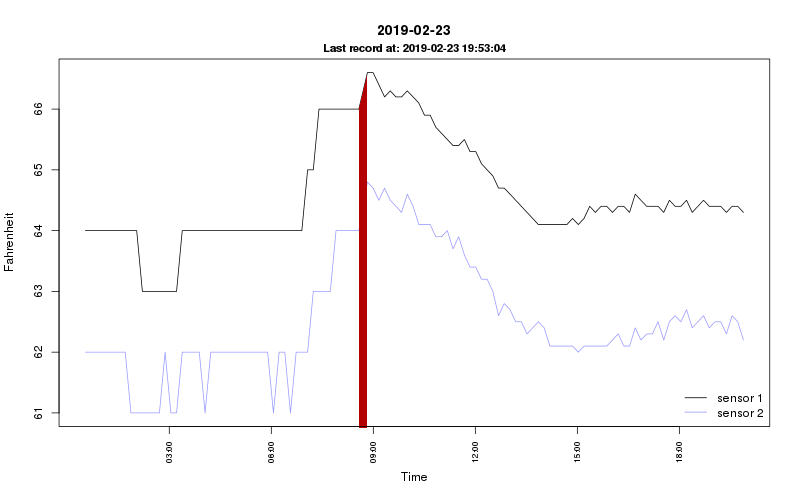 2019-02-23
Last record at: 2019-02-23 19:53:04
Fahrenheit
66
65
64
63
62
61
03:00
06:00
09:00
12:00
15:00
18:00
Time
sensor 1
sensor 2